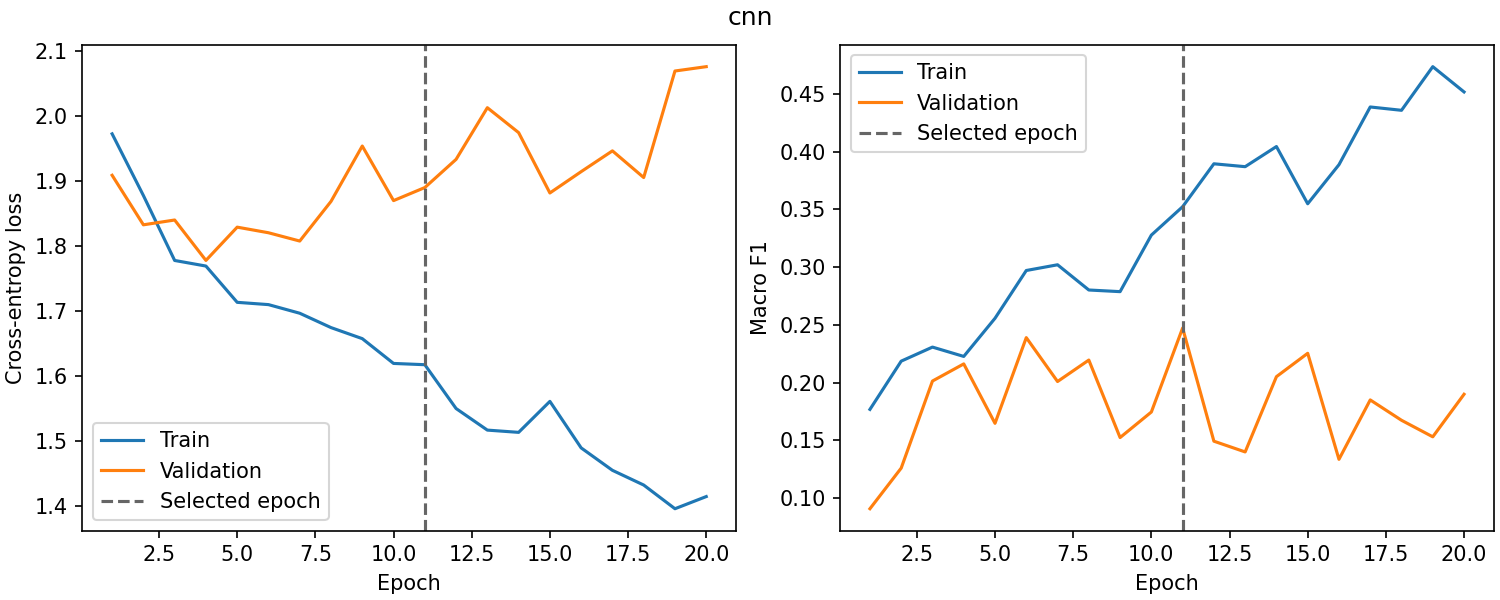 cnn
Cross-entropy loss
2.1
2.0
1.9
1.8
1.7
1.6
1.5
1.4
Train
Validation
Selected epoch
2.5 5.0 7.5 10.0 12.5 15.0 17.5 20.0
Epoch
Macro F1
0.45
0.40
0.35
0.30
0.25
0.20
0.15
0.10
Train
Validation
Selected epoch
2.5 5.0 7.5 10.0 12.5 15.0 17.5 20.0
Epoch